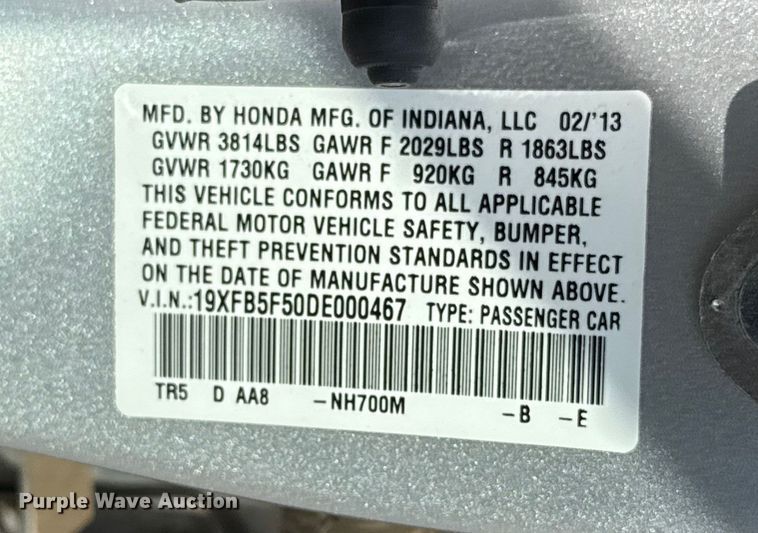 MFD. BY HONDA MFG. OF INDIANA, LLC 02/'13
GVWR 3814LBS GAWR F 2029LBS R 1863LBS
GVWR 1730KG GAWR F 920KG R 845KG
THIS VEHICLE CONFORMS TO ALL APPLICABLE
FEDERAL MOTOR VEHICLE SAFETY, BUMPER,
AND THEFT PREVENTION STANDARDS IN EFFECT
ON THE DATE OF MANUFACTURE SHOWN ABOVE.
V.I.N.:19XFB5F50DE000467 TYPE: PASSENGER CAR
TR5 D AA8 -NH700M -B -E
Purple Wave Auction